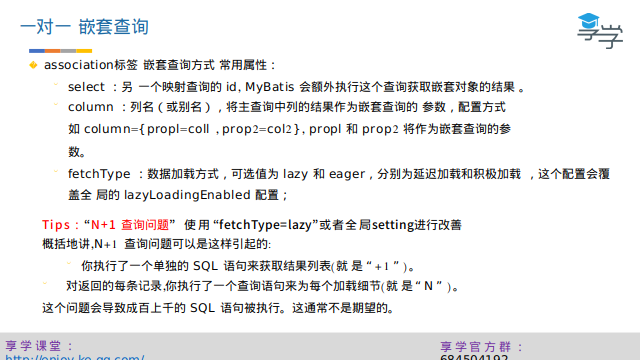 一对一 嵌套查询
享学
association标签 嵌套查询方式 常用属性：
select ：另 一个映射查询的 id, MyBatis 会额外执行这个查询获取嵌套对象的结果 。
column ：列名（或别名），将主查询中列的结果作为嵌套查询的 参数，配置方式
如 column={propl=coll ,prop2=col2}, propl 和 prop2 将作为嵌套查询的参
数。
fetchType ：数据加载方式，可选值为 lazy 和 eager，分别为延迟加载和积极加载 ，这个配置会覆
盖全 局的 lazyLoadingEnabled 配置；
Tips：“N+1 查询问题” 使用“fetchType=lazy”或者全局setting进行改善
概括地讲,N+1 查询问题可以是这样引起的:
你执行了一个单独的 SQL 语句来获取结果列表(就 是“+1”)。
对返回的每条记录,你执行了一个查询语句来为每个加载细节(就 是“N”)。
这个问题会导致成百上千的 SQL 语句被执行。这通常不是期望的。
享学课堂：
享学官方群：
http://enjoy.ke.qq.com/
684504192